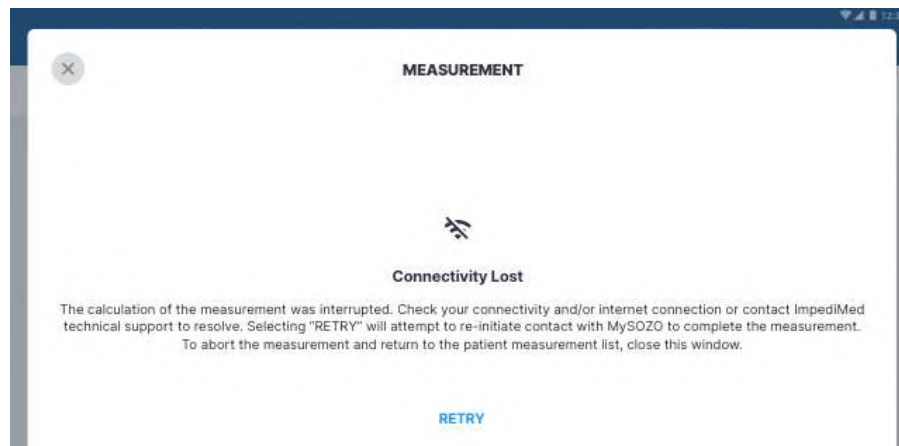 MEASUREMENT
Connectivity Lost
The calculation of the measurement was interrupted. Check your connectivity and/or internet connection or contact ImpediMed
technical support to resolve. Selecting "RETRY" will attempt to re-initiate contact with MySOZO to complete the measurement.
To abort the measurement and return to the patient measurement list, close this window.
RETRY